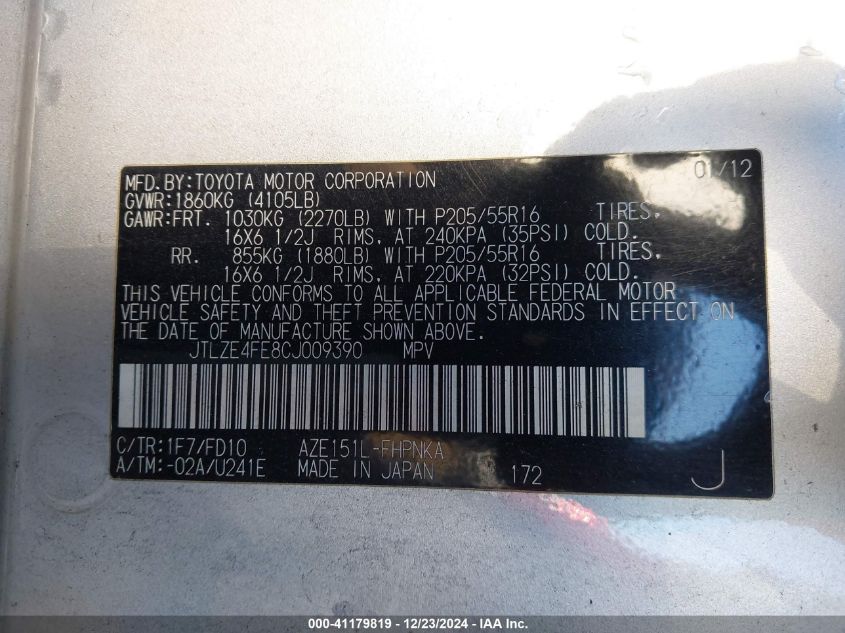 MFD. BY: TOYOTA MOTOR CORPORATION 01/12
GVWR: 1860KG (4105LB)
GAWR: FRT. 1030KG (2270LB) WITH P205/55R16 TIRES,
16X6 1/2J RIMS, AT 240KPA (35PSI) COLD.
RR. 855KG (1880LB) WITH P205/55R16 TIRES,
16X6 1/2J RIMS, AT 220KPA (32PSI) COLD.
THIS VEHICLE CONFORMS TO ALL APPLICABLE FEDERAL MOTOR
VEHICLE SAFETY AND THEFT PREVENTION STANDARDS IN EFFECT ON
THE DATE OF MANUFACTURE SHOWN ABOVE.
JTLZE4FE8CJ009390 MPV
C/TR: 1F7/FD10 AZE151L-FHPNKA
A/TM: -02A/U241E MADE IN JAPAN 172 J
000-41179819 - 12/23/2024 - IAA Inc.